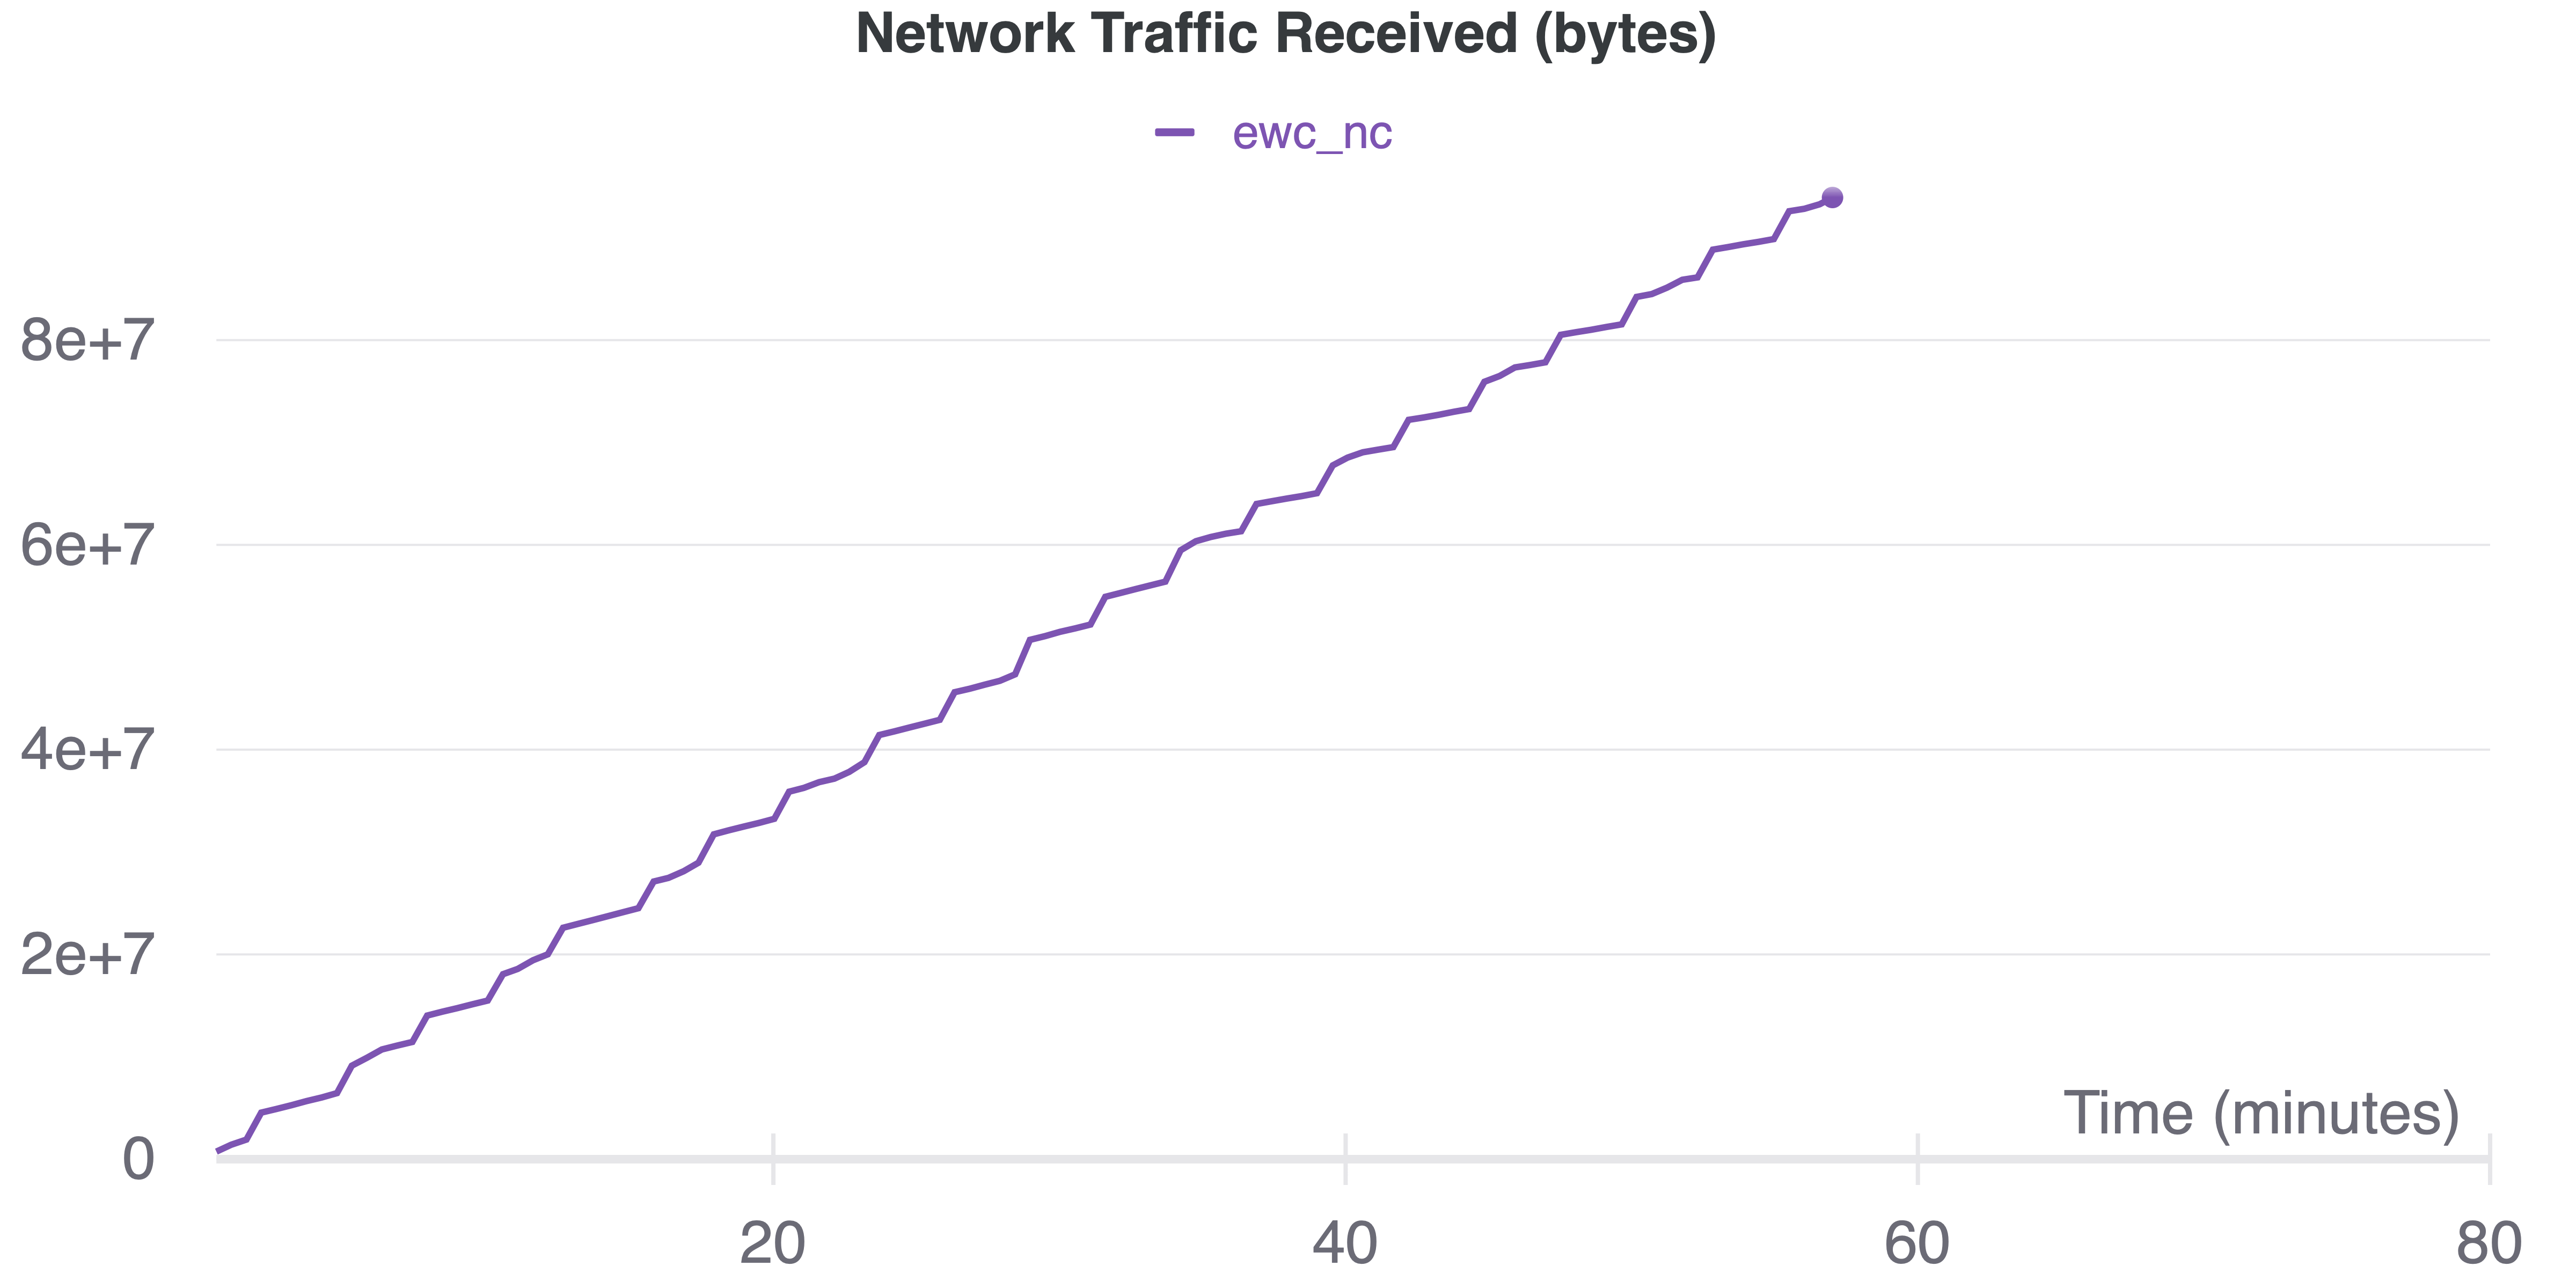 Network Traffic Received (bytes)
ewc_nc
8e+7
6e+7
4e+7
2e+7
0
Time (minutes)
20 40 60 80